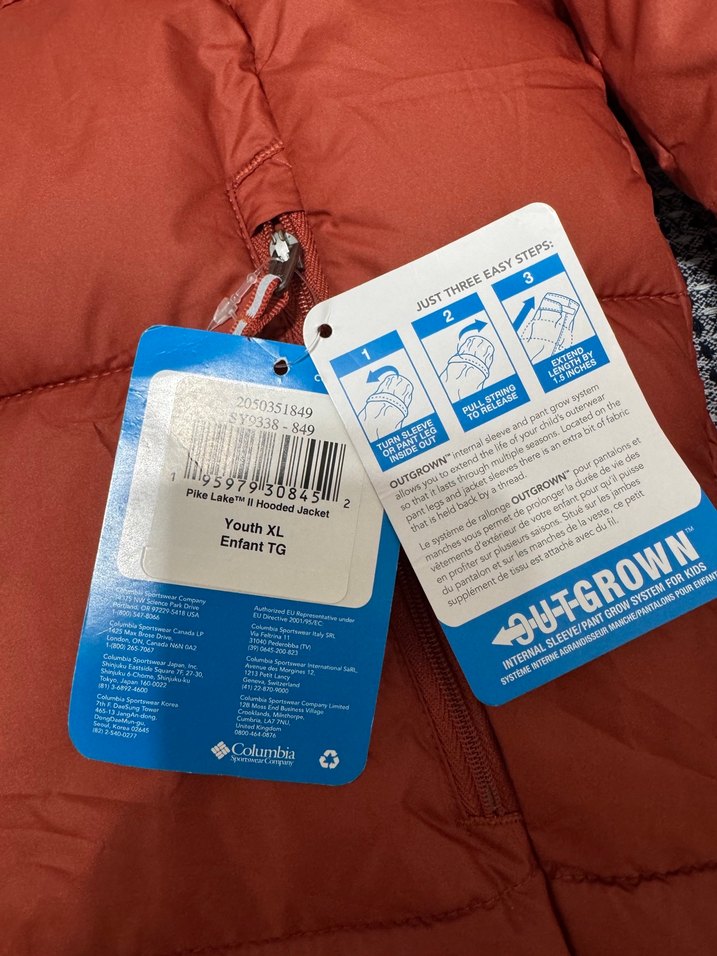 2050351849
SY9338 - 849
1 95979 30845 2
Pike Lake™ II Hooded Jacket
Youth XL
Enfant TG
Columbia Sportswear Company
14375 NW Science Park Drive
Portland, OR 97229-5418 USA
1-(800) 547-8066
Columbia Sportswear Canada LP
1425 Max Brose Drive,
London, ON, Canada N6N 0A2
1-(800) 265-7067
Columbia Sportswear Japan, Inc.
Shinjuku Eastside Square 7F, 27-30,
Shinjuku 6 Chome, Shinjuku-ku
Tokyo, Japan 160-0022
(81) 3-6892-4600
Columbia Sportswear Korea
7th F. DaeSung Tower
465-13 JangAn-dong.
DongDaeMun-gu,
Seoul, Korea 02645
(82) 2-540-0277
Authorized EU Representative under
EU Directive 2001/95/EC:
Columbia Sportswear Italy SRL
Via Feltrina 11
31040 Pederobba (TV)
(39) 0645-200-823
Columbia Sportswear International SàRL
Avenue des Morgines 12,
1213 Petit Lancy
Geneva, Switzerland
(41) 22-870-9000
Columbia Sportswear Company Limited
12B Moss End Business Village
Crooklands, Milnthorpe,
Cumbria, LA7 7NU,
United Kingdom
0800-464-0876
Columbia
Sportswear Company
JUST THREE EASY STEPS:
1
TURN SLEEVE
OR PANT LEG
INSIDE OUT
2
PULL STRING
TO RELEASE
3
EXTEND
LENGTH BY
1.5 INCHES
OUTGROWN™ internal sleeve and pant grow system
allows you to extend the life of your child's outerwear
so that it lasts through multiple seasons. Located on the
pant legs and jacket sleeves there is an extra bit of fabric
that is held back by a thread.
Le système de rallonge OUTGROWN™ pour pantalons et
manches vous permet de prolonger la durée de vie des
vêtements d'extérieur de votre enfant pour qu'il puisse
en profiter sur plusieurs saisons. Situé sur les jambes
du pantalon et sur les manches de la veste, ce petit
supplément de tissu est attaché avec du fil.
OUTGROWN™
INTERNAL SLEEVE/PANT GROW SYSTEM FOR KIDS
SYSTÈME INTERNE AGRANDISSEUR MANCHE/PANTALONS POUR ENFANT